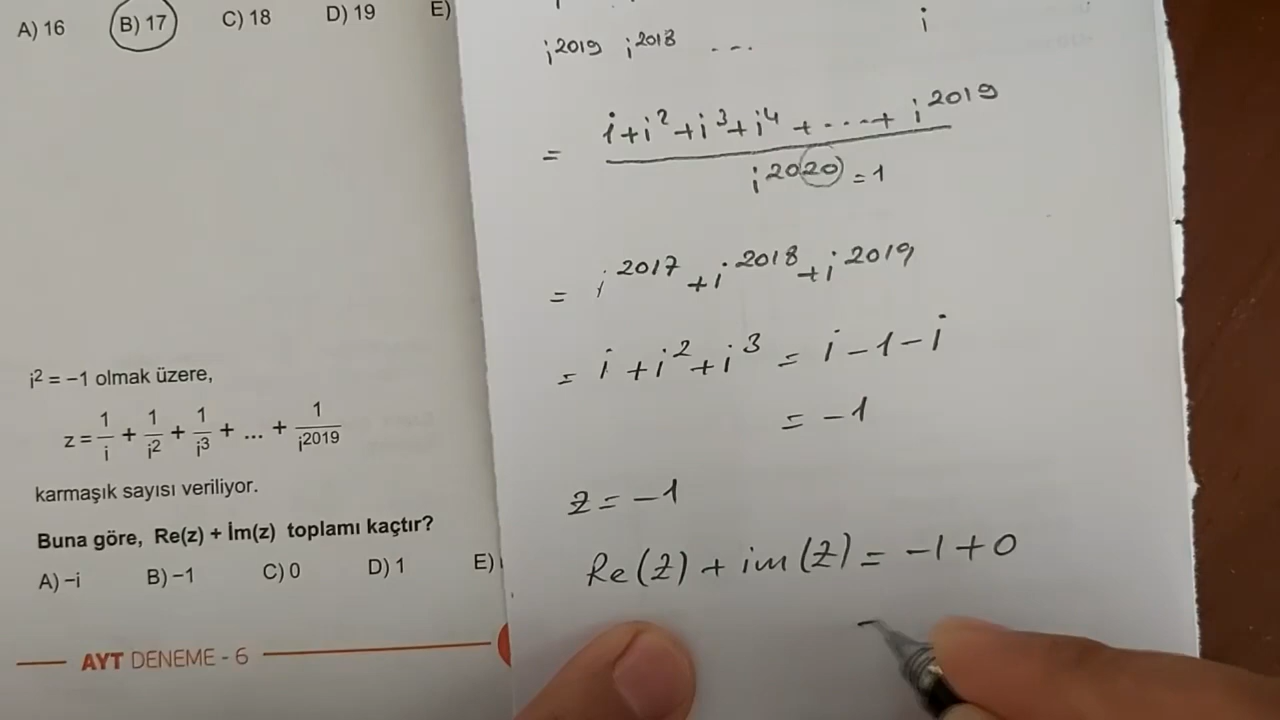 A) 16 B) 17 C) 18 D) 19 E)
i² = −1 olmak üzere,
z = 1/i + 1/i² + 1/i³ + ... + 1/i²⁰¹⁹
karmaşık sayısı veriliyor.
Buna göre, Re(z) + İm(z) toplamı kaçtır?
A) −i B) −1 C) 0 D) 1 E)
AYT DENEME - 6
i²⁰¹⁹ i²⁰¹⁸ ... i
= (i + i² + i³ + i⁴ + ... + i²⁰¹⁹) / i²⁰²⁰ = 1
= i²⁰¹⁷ + i²⁰¹⁸ + i²⁰¹⁹
= i + i² + i³ = i − 1 − i
= −1
z = −1
Re(z) + im(z) = −1 + 0